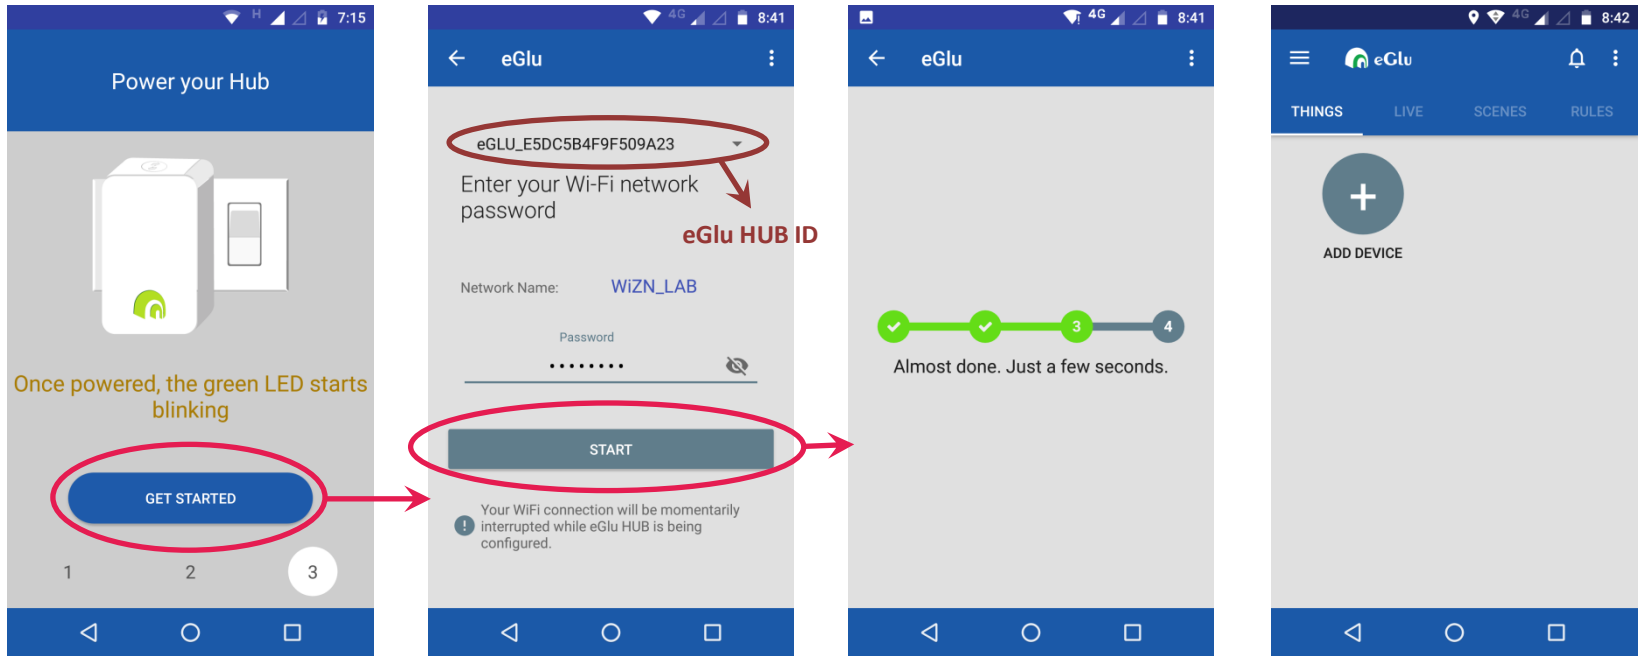 H
7:15
Power your Hub
Once powered, the green LED starts
blinking
GET STARTED
1
2
3
4G
8:41
eGlu
eGLU_E5DC5B4F9F509A23
Enter your Wi-Fi network
password
eGlu HUB ID
Network Name:
WiZN_LAB
Password
START
Your WiFi connection will be momentarily
interrupted while eGlu HUB is being
configured.
4G
8:41
eGlu
3
4
Almost done. Just a few seconds.
4G
8:42
eGlu
THINGS
LIVE
SCENES
RULES
ADD DEVICE